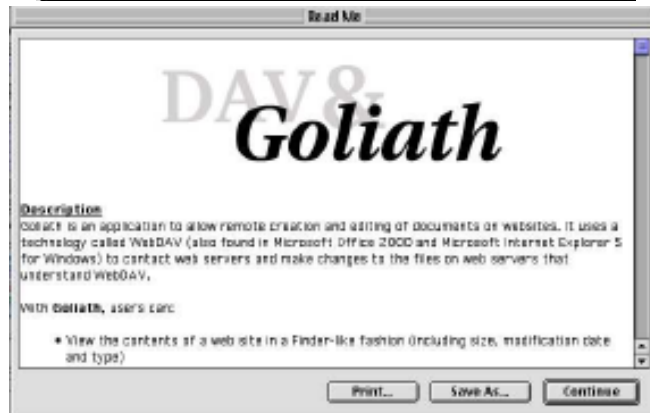 Read Me
DAV &
Goliath
Description
Goliath is an application to allow remote creation and editing of documents on websites. It uses a
technology called WebDAV (also found in Microsoft Office 2000 and Microsoft Internet Explorer 5
for Windows) to contact web servers and make changes to the files on web servers that
understand WebDAV.
With Goliath, users can:
• View the contents of a web site in a Finder-like fashion (including size, modification date
and type)
Print... Save As... Continue